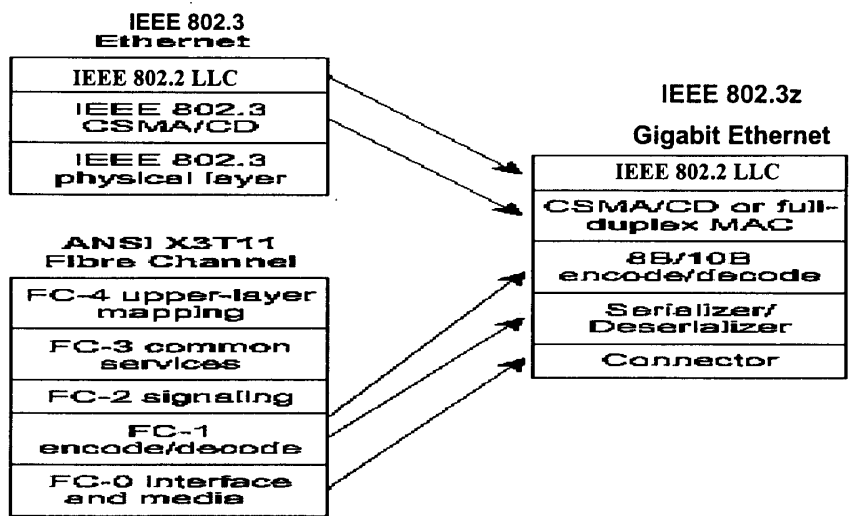 IEEE 802.3
Ethernet
IEEE 802.2 LLC
IEEE 802.3
CSMA/CD
IEEE 802.3
physical layer
ANSI X3T11
Fibre Channel
FC-4 upper-layer
mapping
FC-3 common
services
FC-2 signaling
FC-1
encode/decode
FC-0 interface
and media
IEEE 802.3z
Gigabit Ethernet
IEEE 802.2 LLC
CSMA/CD or full-
duplex MAC
8B/10B
encode/decode
Serializer/
Deserializer
Connector